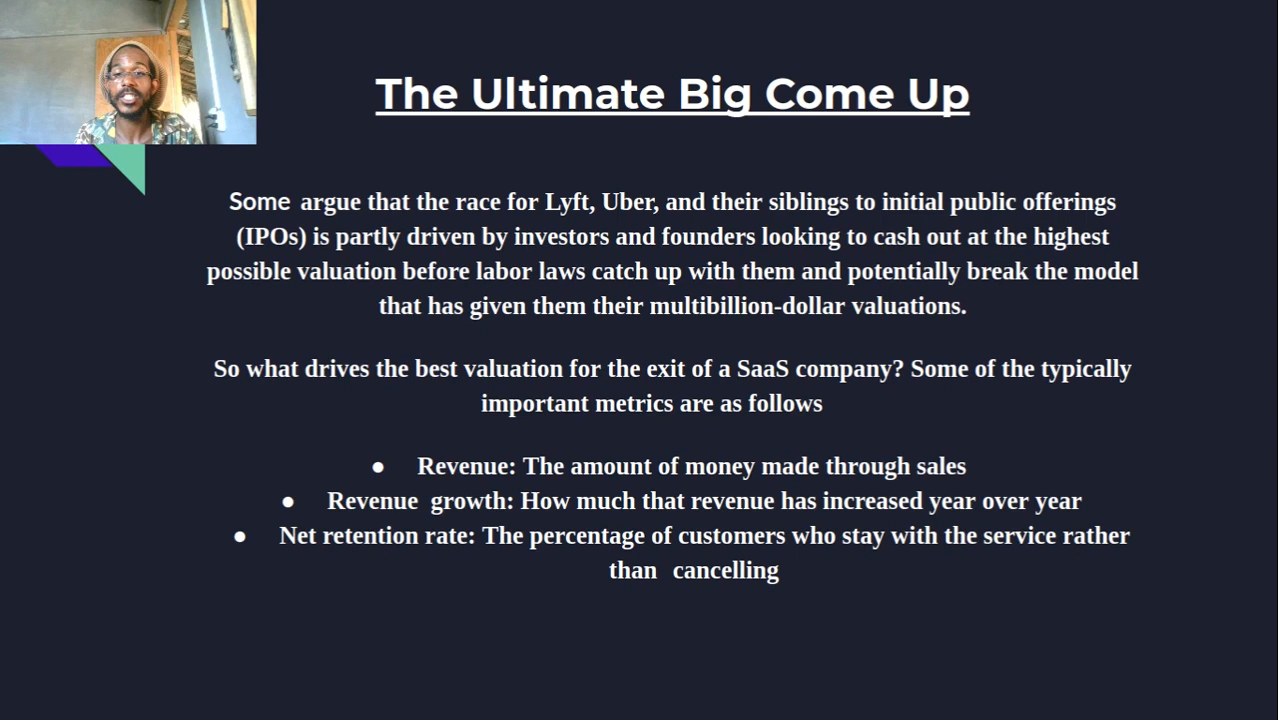 The Ultimate Big Come Up
Some argue that the race for Lyft, Uber, and their siblings to initial public offerings
(IPOs) is partly driven by investors and founders looking to cash out at the highest
possible valuation before labor laws catch up with them and potentially break the model
that has given them their multibillion-dollar valuations.
So what drives the best valuation for the exit of a SaaS company? Some of the typically
important metrics are as follows
● Revenue: The amount of money made through sales
● Revenue growth: How much that revenue has increased year over year
● Net retention rate: The percentage of customers who stay with the service rather
than cancelling